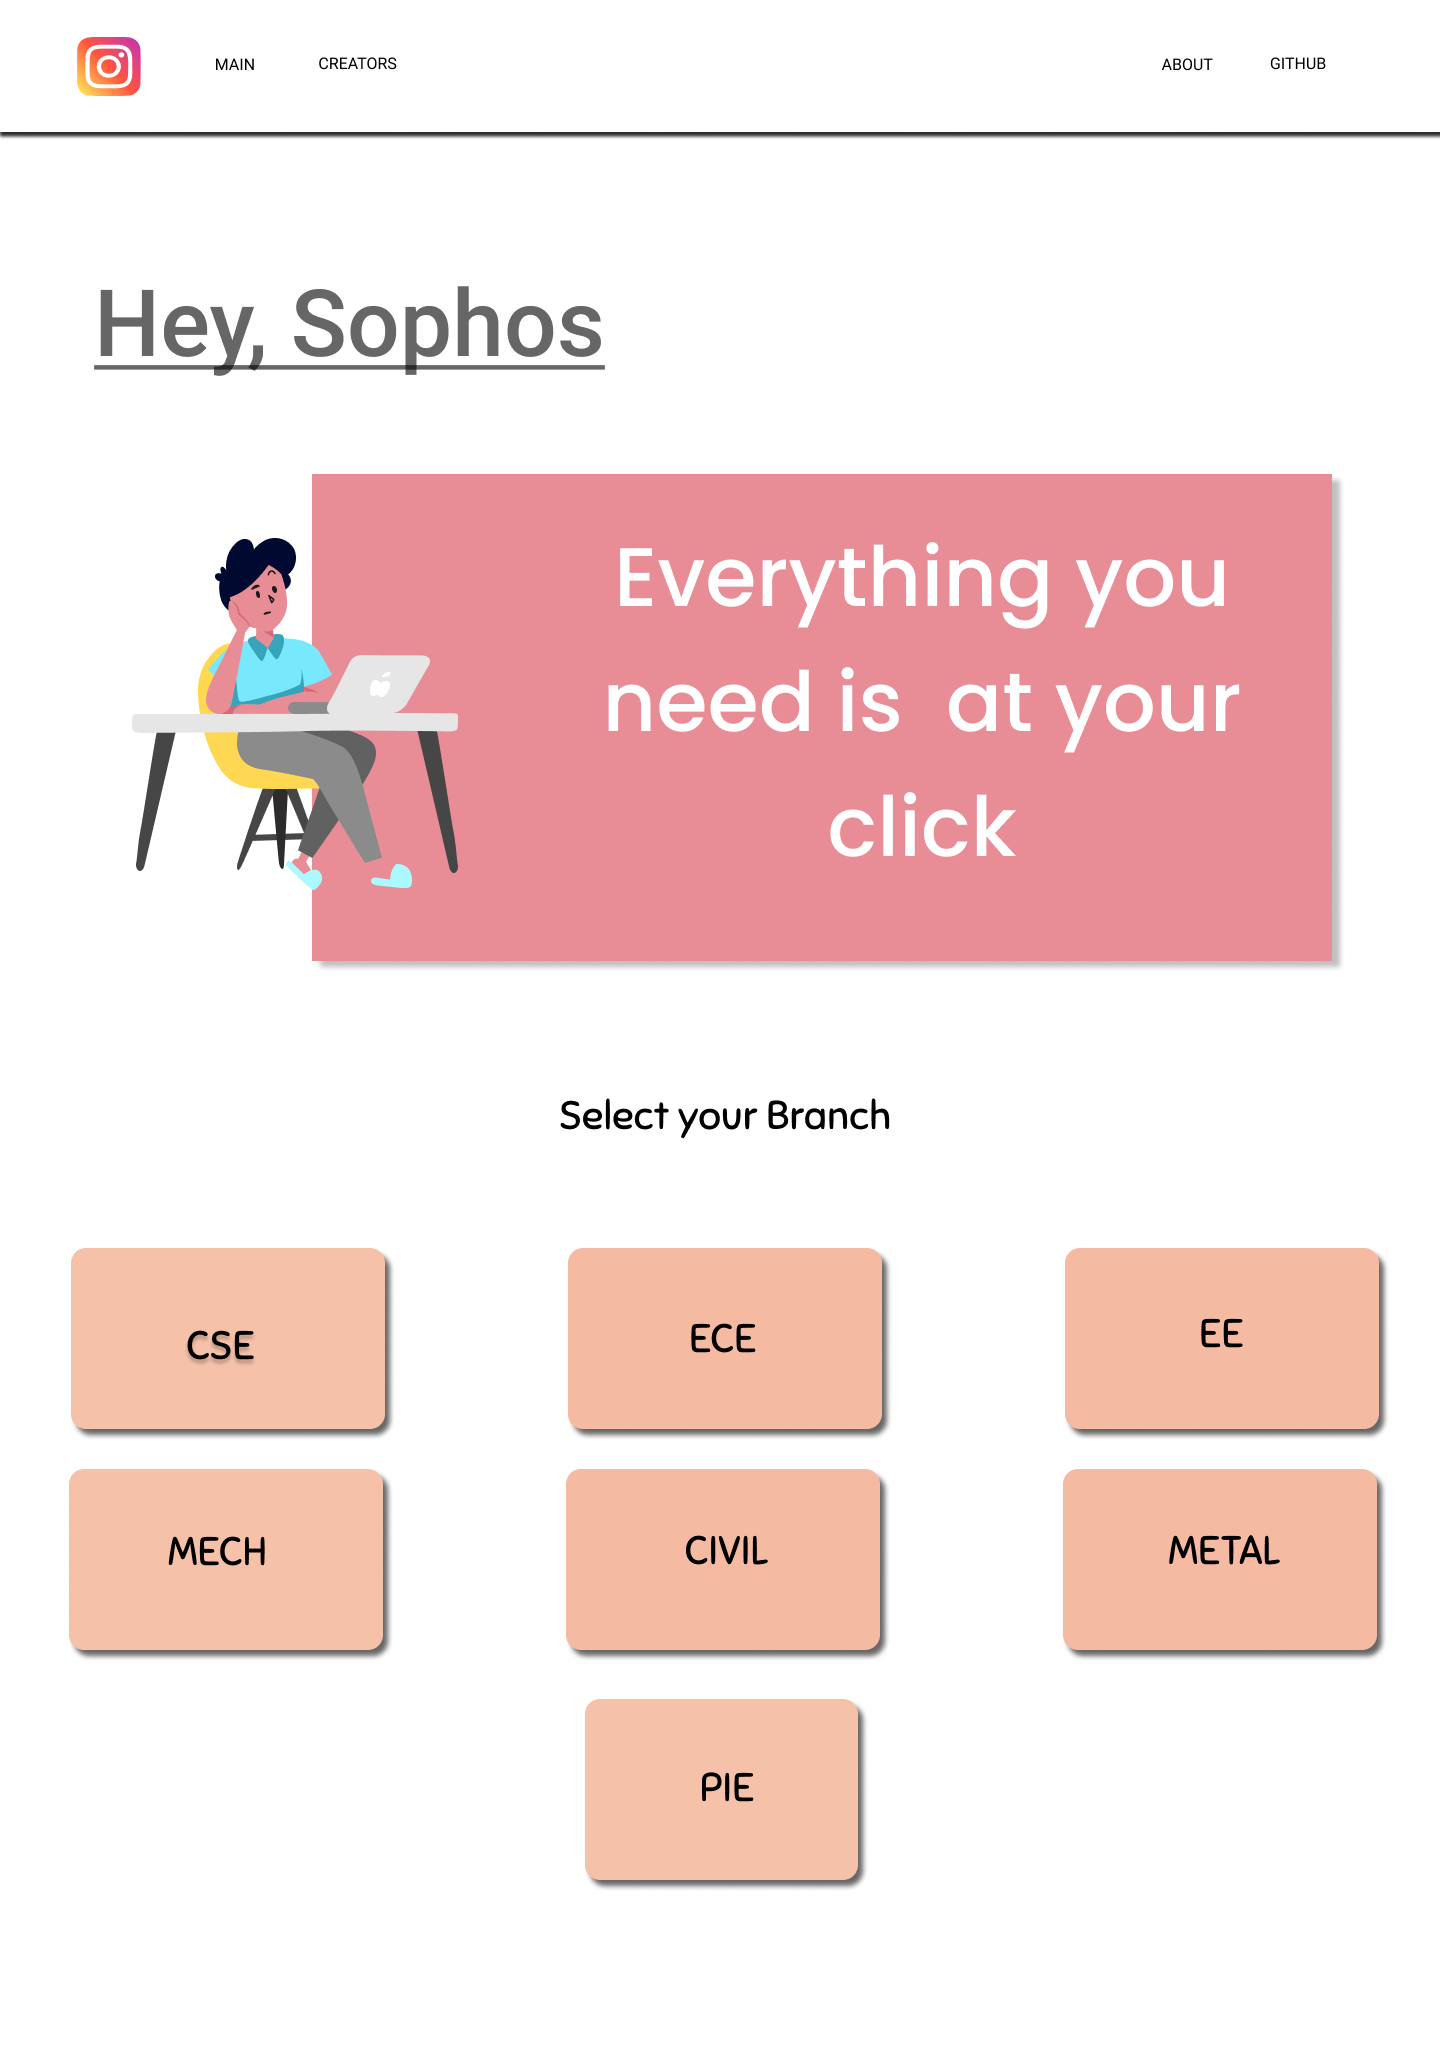 MAIN CREATORS ABOUT GITHUB
Hey, Sophos
Everything you
need is  at your
click
Select your Branch
CSE ECE EE
MECH CIVIL METAL
PIE